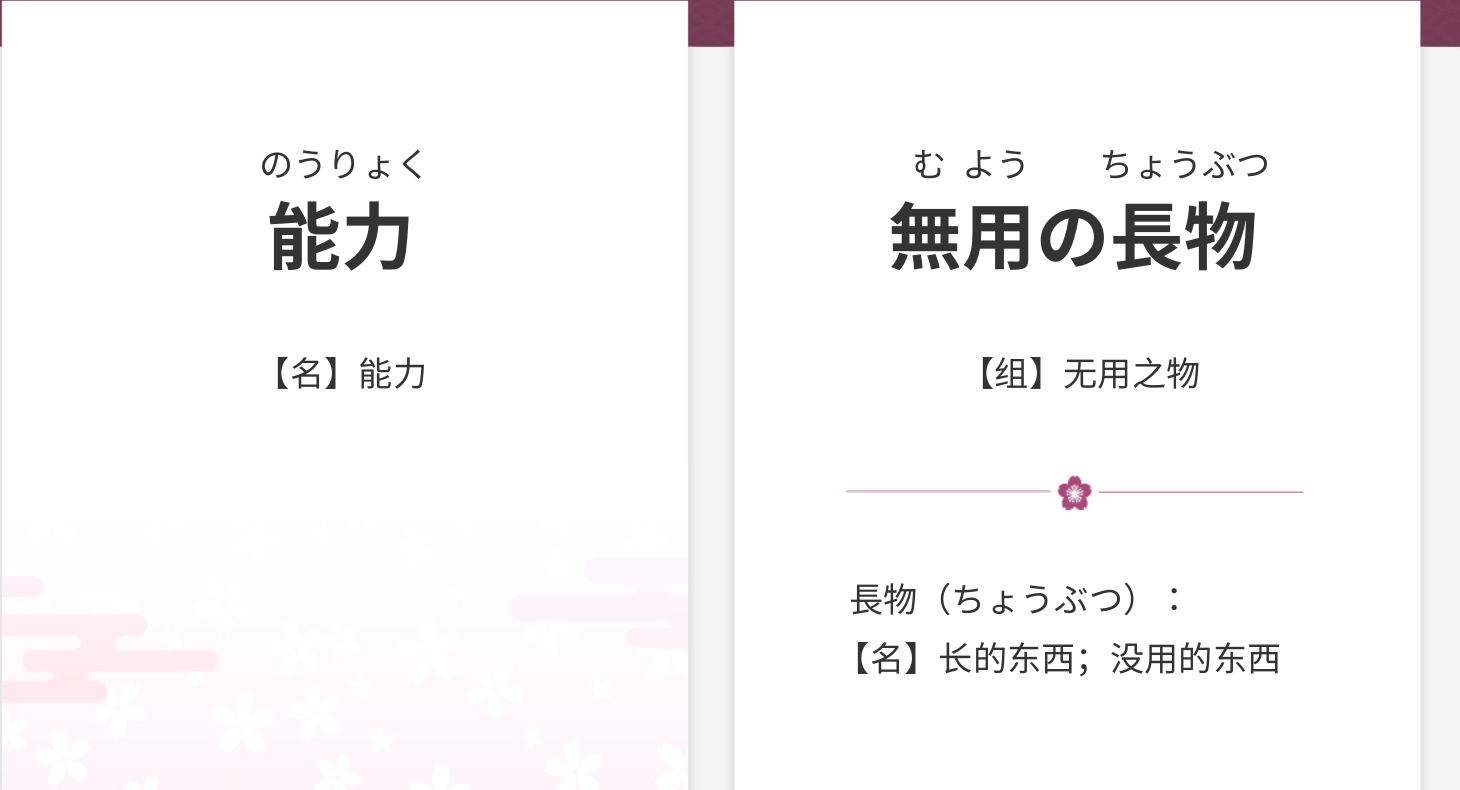 のうりょく
能力
【名】能力
む よう ちょうぶつ
無用の長物
【组】无用之物
長物（ちょうぶつ）：
【名】长的东西；没用的东西